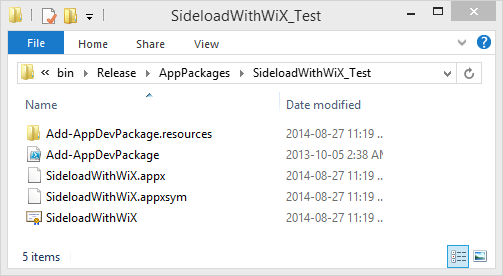 SideloadWithWiX_Test
File Home Share View
« bin Release AppPackages SideloadWithWiX_Test
Name Date modified
Add-AppDevPackage.resources 2014-08-27 11:19 ..
Add-AppDevPackage 2013-10-05 2:38 AM
SideloadWithWiX.appx 2014-08-27 11:19 ..
SideloadWithWiX.appxsym 2014-08-27 11:19 ..
SideloadWithWiX 2014-08-27 11:19 ..
5 items